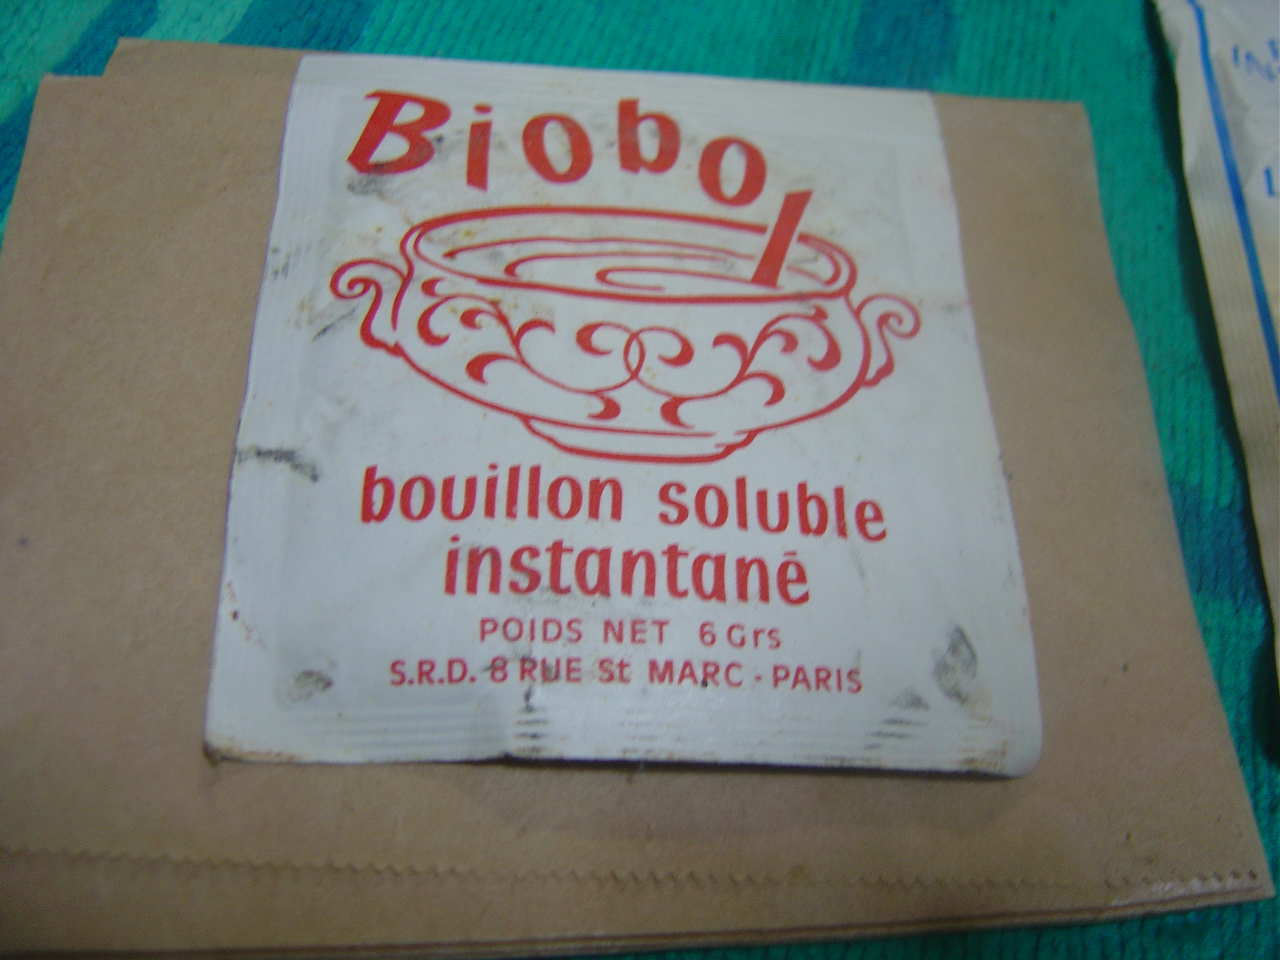 Biobol
bouillon soluble
instantané
POIDS NET 6 Grs
S.R.D. 8 RUE St MARC - PARIS